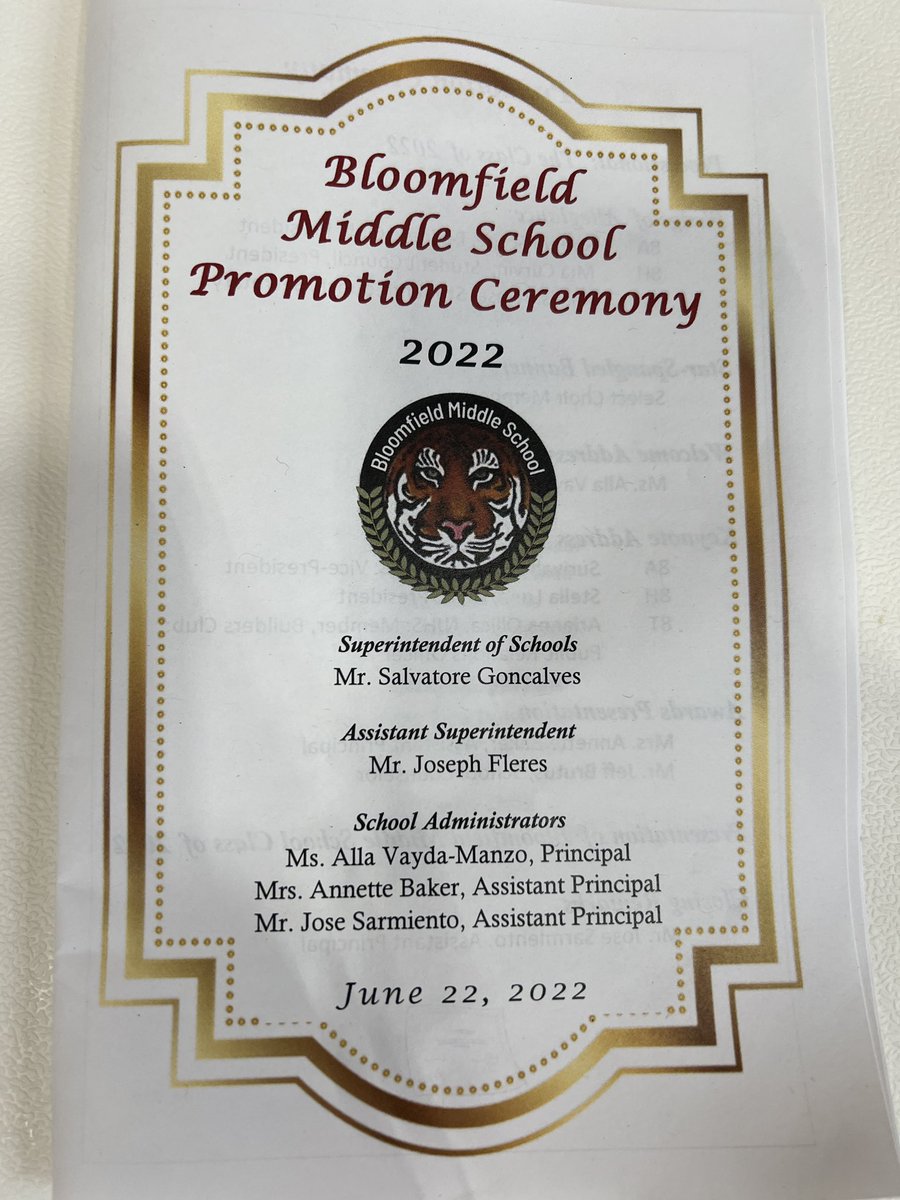 Bloomfield
Middle School
Promotion Ceremony
2022
Bloomfield Middle School
Superintendent of Schools
Mr. Salvatore Goncalves
Assistant Superintendent
Mr. Joseph Fleres
School Administrators
Ms. Alla Vayda-Manzo, Principal
Mrs. Annette Baker, Assistant Principal
Mr. Jose Sarmiento, Assistant Principal
June 22, 2022